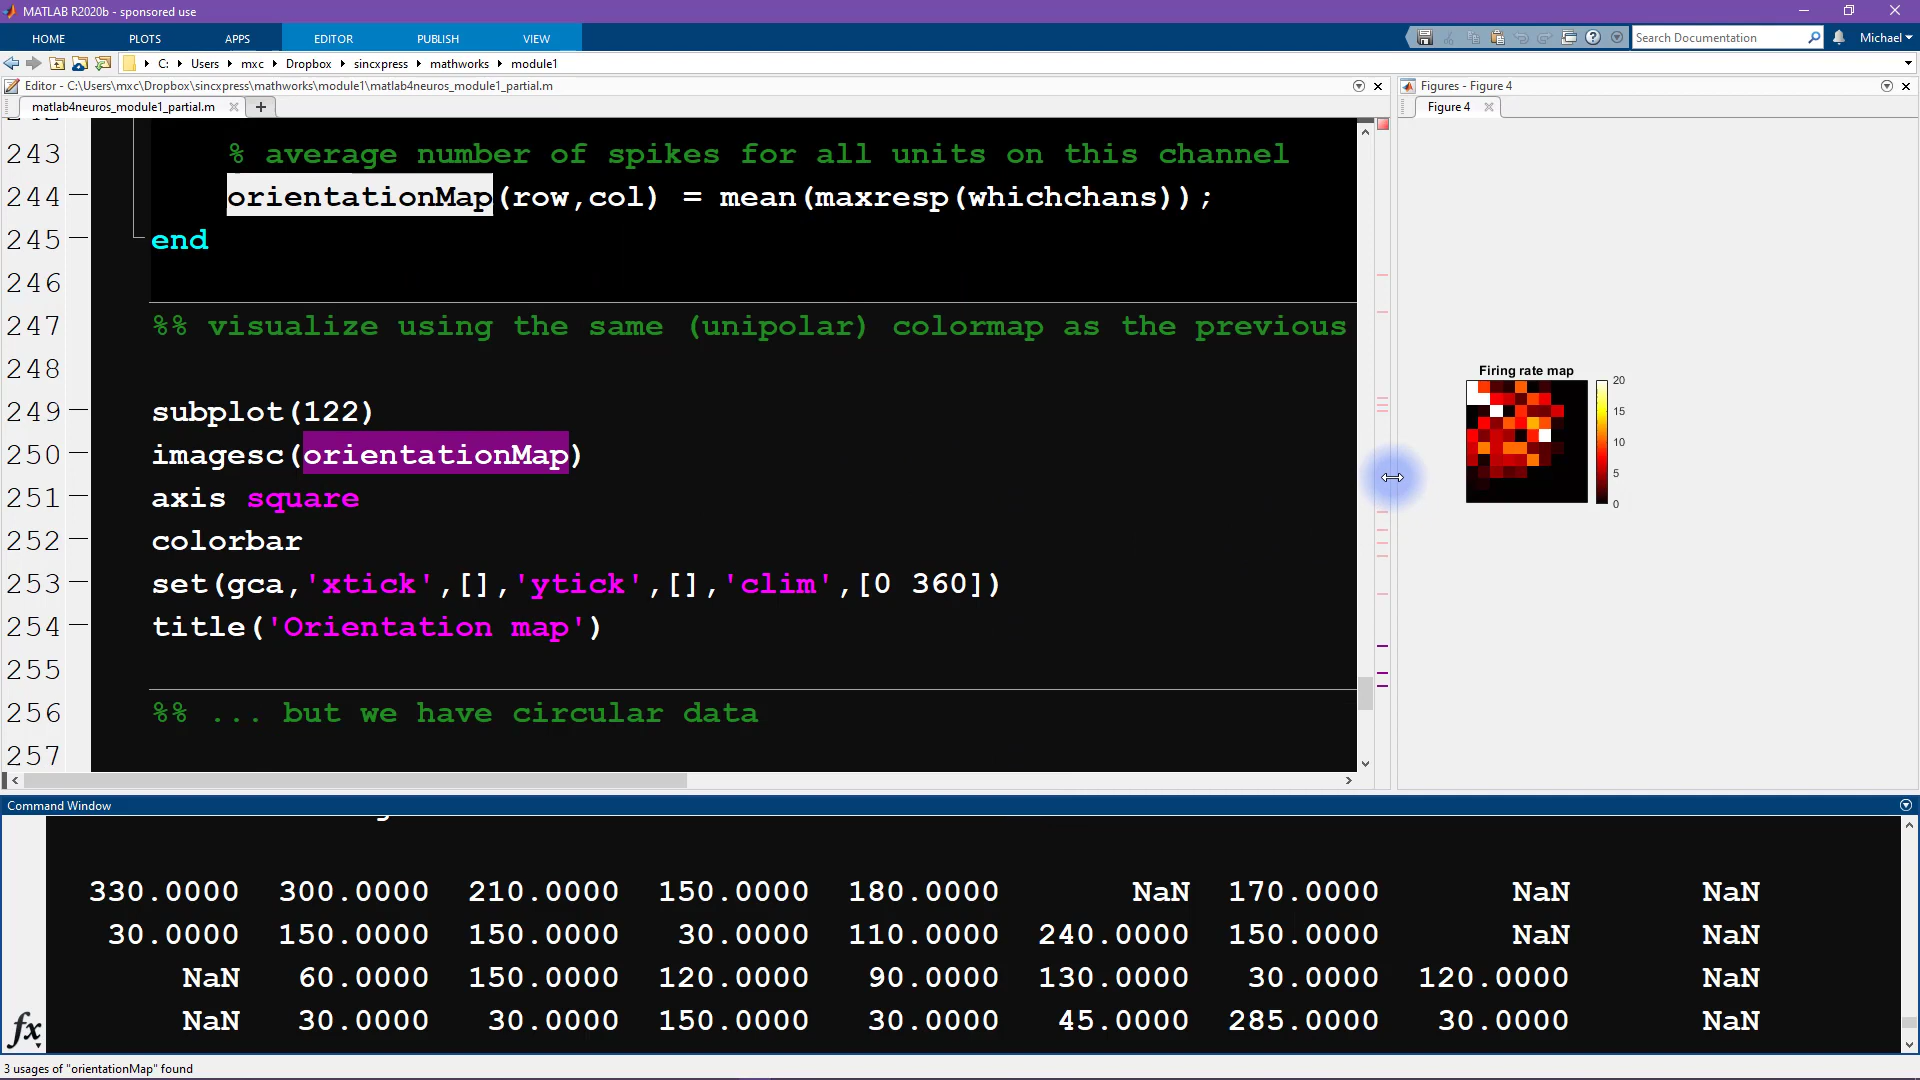 MATLAB R2020b - sponsored use
HOME PLOTS APPS EDITOR PUBLISH VIEW Search Documentation Michael
C: Users mxc Dropbox sincxpress mathworks module1
Editor - C:\Users\mxc\Dropbox\sincxpress\mathworks\module1\matlab4neuros_module1_partial.m
Figures - Figure 4
matlab4neuros_module1_partial.m
Figure 4
243 % average number of spikes for all units on this channel
244 orientationMap(row,col) = mean(maxresp(whichchans));
245 end
246
247 %% visualize using the same (unipolar) colormap as the previous
248
249 subplot(122)
250 imagesc(orientationMap)
251 axis square
252 colorbar
253 set(gca,'xtick',[],'ytick',[],'clim',[0 360])
254 title('Orientation map')
255
256 %% ... but we have circular data
257
Firing rate map
20
15
10
5
0
Command Window
330.0000 300.0000 210.0000 150.0000 180.0000 NaN 170.0000 NaN NaN
30.0000 150.0000 150.0000 30.0000 110.0000 240.0000 150.0000 NaN NaN
NaN 60.0000 150.0000 120.0000 90.0000 130.0000 30.0000 120.0000 NaN
NaN 30.0000 30.0000 150.0000 30.0000 45.0000 285.0000 30.0000 NaN
fx
3 usages of "orientationMap" found